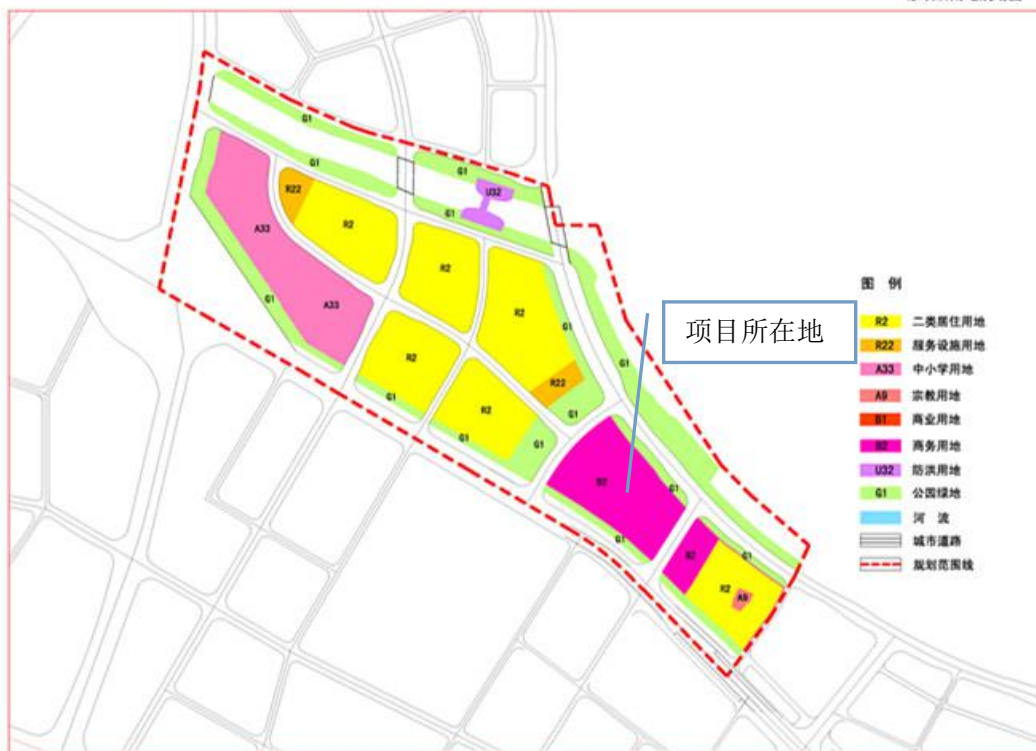 G1
G1
G1
U32
R22
G1
A33
R2
R2
R2
G1
A33
G1
项目所在地
R2
G1
R22
G1
R2
G1
G1
G1
B2
G1
G1
B2
G1
R2
A9
图 例
R2 二类居住用地
R22 服务设施用地
A33 中小学用地
A9 宗教用地
B1 商业用地
B2 商务用地
U32 防洪用地
G1 公园绿地
河 流
城市道路
规划范围线